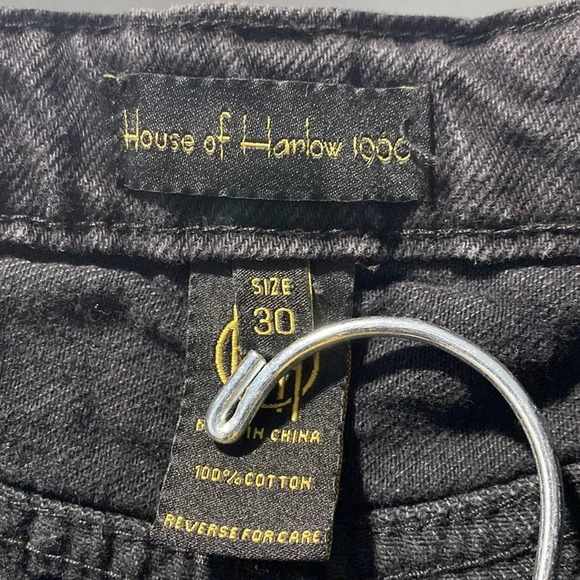 House of Harlow 1960
SIZE
30
IN CHINA
100% COTTON
REVERSE FOR CARE